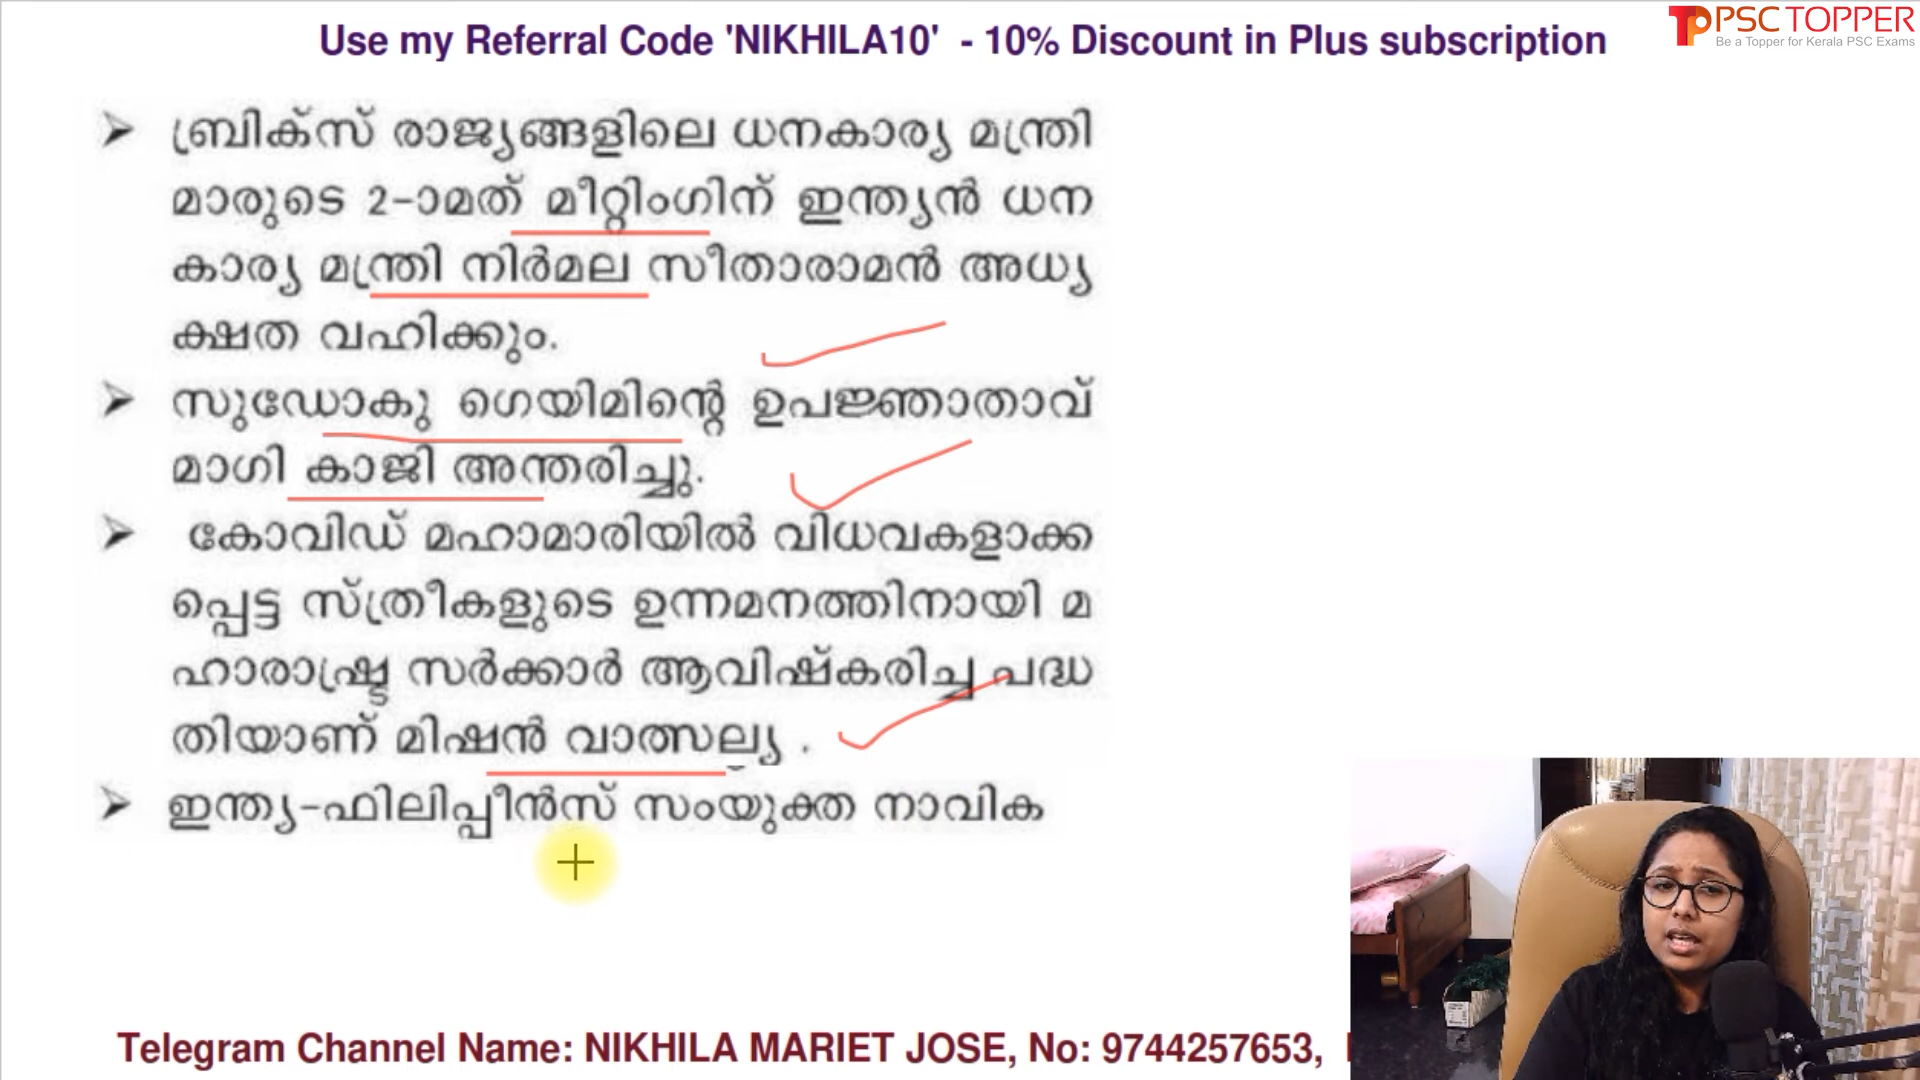 Use my Referral Code 'NIKHILA10' - 10% Discount in Plus subscription
PSC TOPPER
Be a Topper for Kerala PSC Exams
➤ ബ്രിക്സ് രാജ്യങ്ങളിലെ ധനകാര്യ മന്ത്രി
മാരുടെ 2-ാമത് മീറ്റിംഗിന് ഇന്ത്യൻ ധന
കാര്യ മന്ത്രി നിർമല സീതാരാമൻ അധ്യ
ക്ഷത വഹിക്കും.
➤ സുഡോകു ഗെയിമിന്റെ ഉപജ്ഞാതാവ്
മാഗി കാജി അന്തരിച്ചു.
➤ കോവിഡ് മഹാമാരിയിൽ വിധവകളാക്ക
പ്പെട്ട സ്ത്രീകളുടെ ഉന്നമനത്തിനായി മ
ഹാരാഷ്ട്ര സർക്കാർ ആവിഷ്കരിച്ച പദ്ധ
തിയാണ് മിഷൻ വാത്സല്യ .
➤ ഇന്ത്യ-ഫിലിപ്പീൻസ് സംയുക്ത നാവിക
Telegram Channel Name: NIKHILA MARIET JOSE, No: 9744257653,